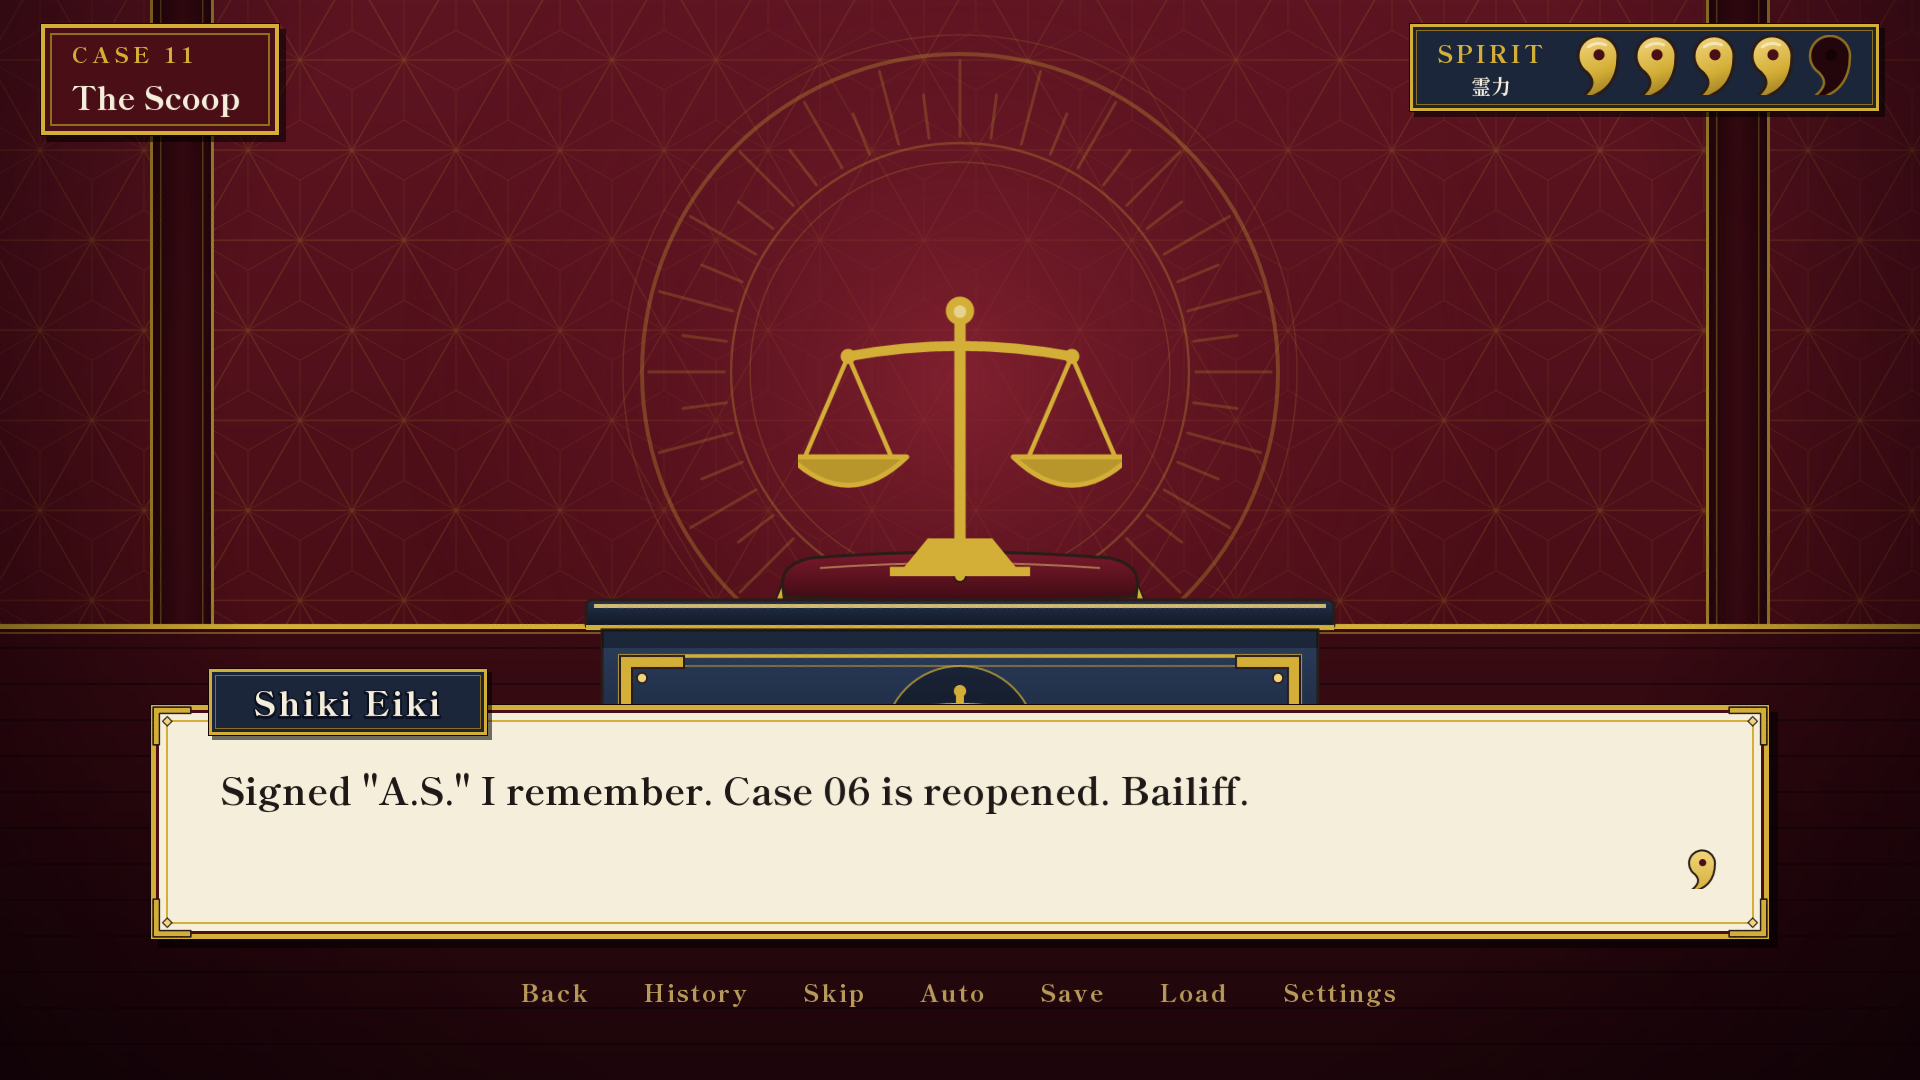 CASE 11
The Scoop
SPIRIT
霊力
Shiki Eiki
Signed "A.S." I remember. Case 06 is reopened. Bailiff.
Back History Skip Auto Save Load Settings